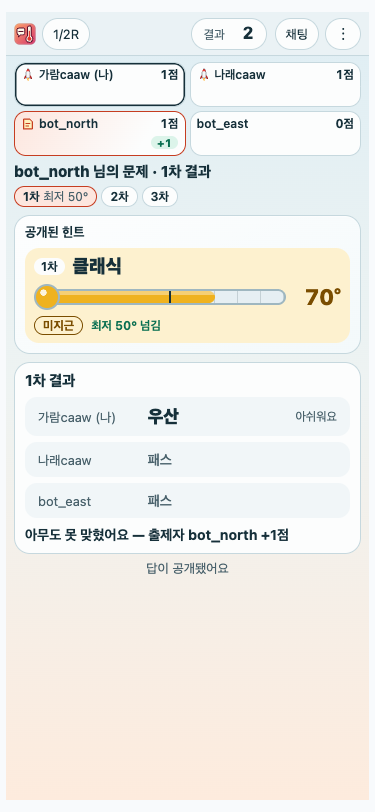 1/2R
결과 2
채팅
가람caaw (나) 1점
나래caaw 1점
bot_north 1점
+1
bot_east 0점
bot_north 님의 문제 · 1차 결과
1차 최저 50°
2차
3차
공개된 힌트
1차 클래식
70°
미지근 최저 50° 넘김
1차 결과
가람caaw (나) 우산 아쉬워요
나래caaw 패스
bot_east 패스
아무도 못 맞혔어요 — 출제자 bot_north +1점
답이 공개됐어요